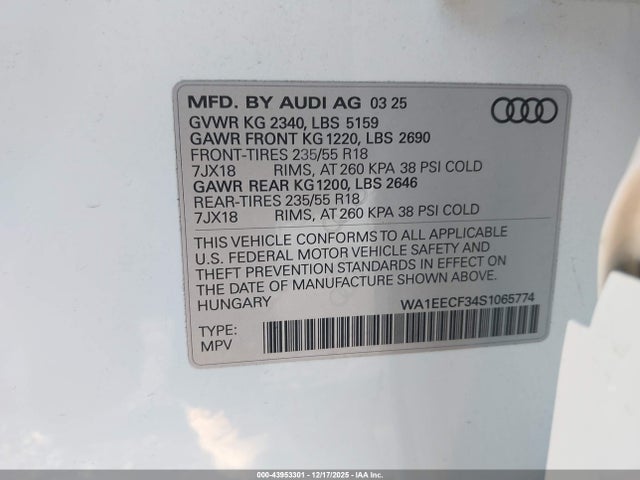 MFD. BY AUDI AG 03 25
GVWR KG 2340, LBS 5159
GAWR FRONT KG 1220, LBS 2690
FRONT-TIRES 235/55 R18
7JX18 RIMS, AT 260 KPA 38 PSI COLD
GAWR REAR KG 1200, LBS 2646
REAR-TIRES 235/55 R18
7JX18 RIMS, AT 260 KPA 38 PSI COLD
THIS VEHICLE CONFORMS TO ALL APPLICABLE
U.S. FEDERAL MOTOR VEHICLE SAFETY AND
THEFT PREVENTION STANDARDS IN EFFECT ON
THE DATE OF MANUFACTURE SHOWN ABOVE.
HUNGARY WA1EECF34S1065774
TYPE:
MPV
000-43953301 - 12/17/2025 - IAA Inc.